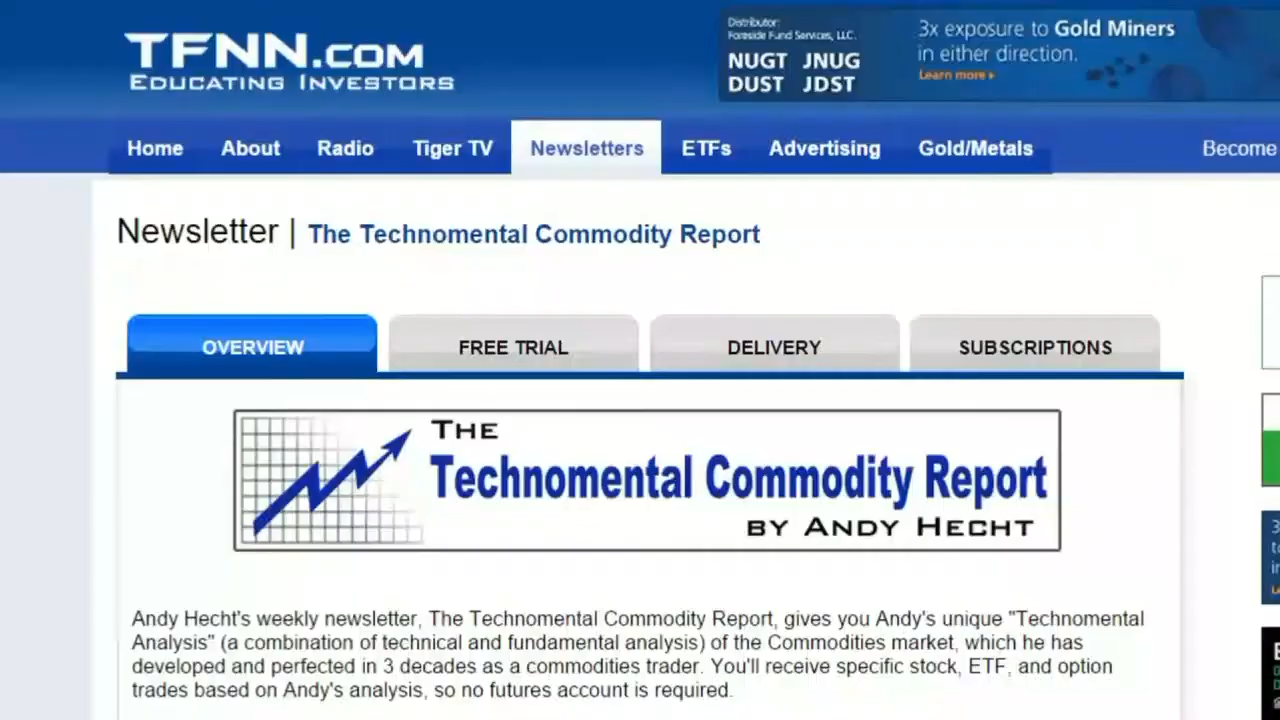 TFNN.COM
EDUCATING INVESTORS
Distributor:
Foreside Fund Services, LLC.
NUGT JNUG
DUST JDST
3x exposure to Gold Miners
in either direction.
Learn more
Home About Radio Tiger TV Newsletters ETFs Advertising Gold/Metals Become
Newsletter | The Technomental Commodity Report
OVERVIEW FREE TRIAL DELIVERY SUBSCRIPTIONS
THE
Technomental Commodity Report
BY ANDY HECHT
Andy Hecht's weekly newsletter, The Technomental Commodity Report, gives you Andy's unique "Technomental
Analysis" (a combination of technical and fundamental analysis) of the Commodities market, which he has
developed and perfected in 3 decades as a commodities trader. You'll receive specific stock, ETF, and option
trades based on Andy's analysis, so no futures account is required.